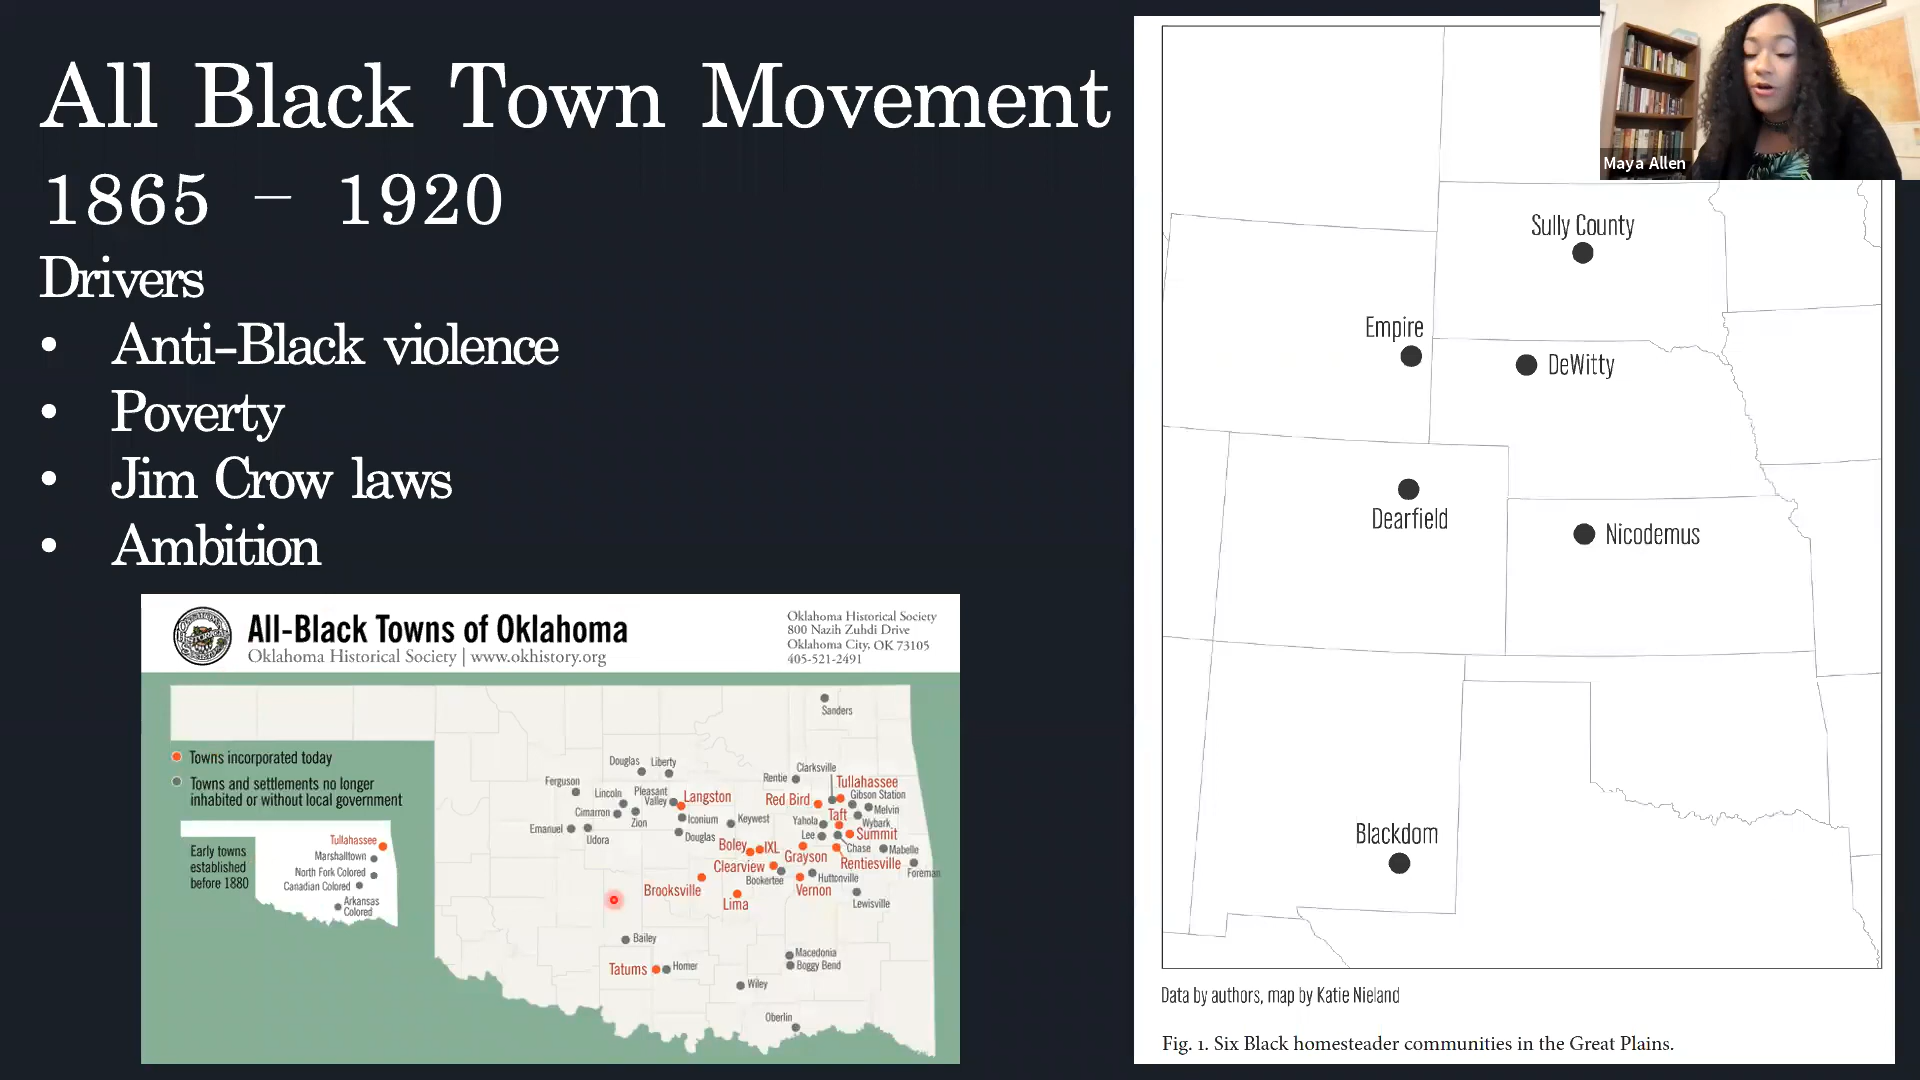 All Black Town Movement
1865 – 1920
Drivers
• Anti-Black violence
• Poverty
• Jim Crow laws
• Ambition
All-Black Towns of Oklahoma
Oklahoma Historical Society | www.okhistory.org
Oklahoma Historical Society
800 Nazih Zuhdi Drive
Oklahoma City, OK 73105
405-521-2491
Towns incorporated today
Towns and settlements no longer
inhabited or without local government
Early towns
established
before 1880
Tullahassee
Marshalltown
North Fork Colored
Canadian Colored
Arkansas
Colored
Sanders
Douglas
Liberty
Ferguson
Lincoln
Pleasant
Valley
Langston
Cimarron
Zion
Iconium
Keywest
Emanuel
Udora
Douglas
Rentie
Clarksville
Tullahassee
Red Bird
Gibson Station
Taft
Melvin
Yahola
Wybark
Lee
Summit
Boley
IXL
Grayson
Chase
Mabelle
Clearview
Rentiesville
Foreman
Bookertee
Huttonville
Brooksville
Vernon
Lima
Lewisville
Bailey
Macedonia
Boggy Bend
Tatums
Homer
Wiley
Oberlin
Maya Allen
Sully County
Empire
DeWitty
Dearfield
Nicodemus
Blackdom
Data by authors, map by Katie Nieland
Fig. 1. Six Black homesteader communities in the Great Plains.